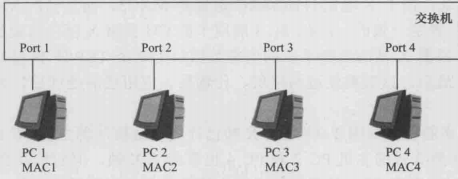 交换机
Port 1 Port 2 Port 3 Port 4
PC 1 PC 2 PC 3 PC 4
MAC1 MAC2 MAC3 MAC4